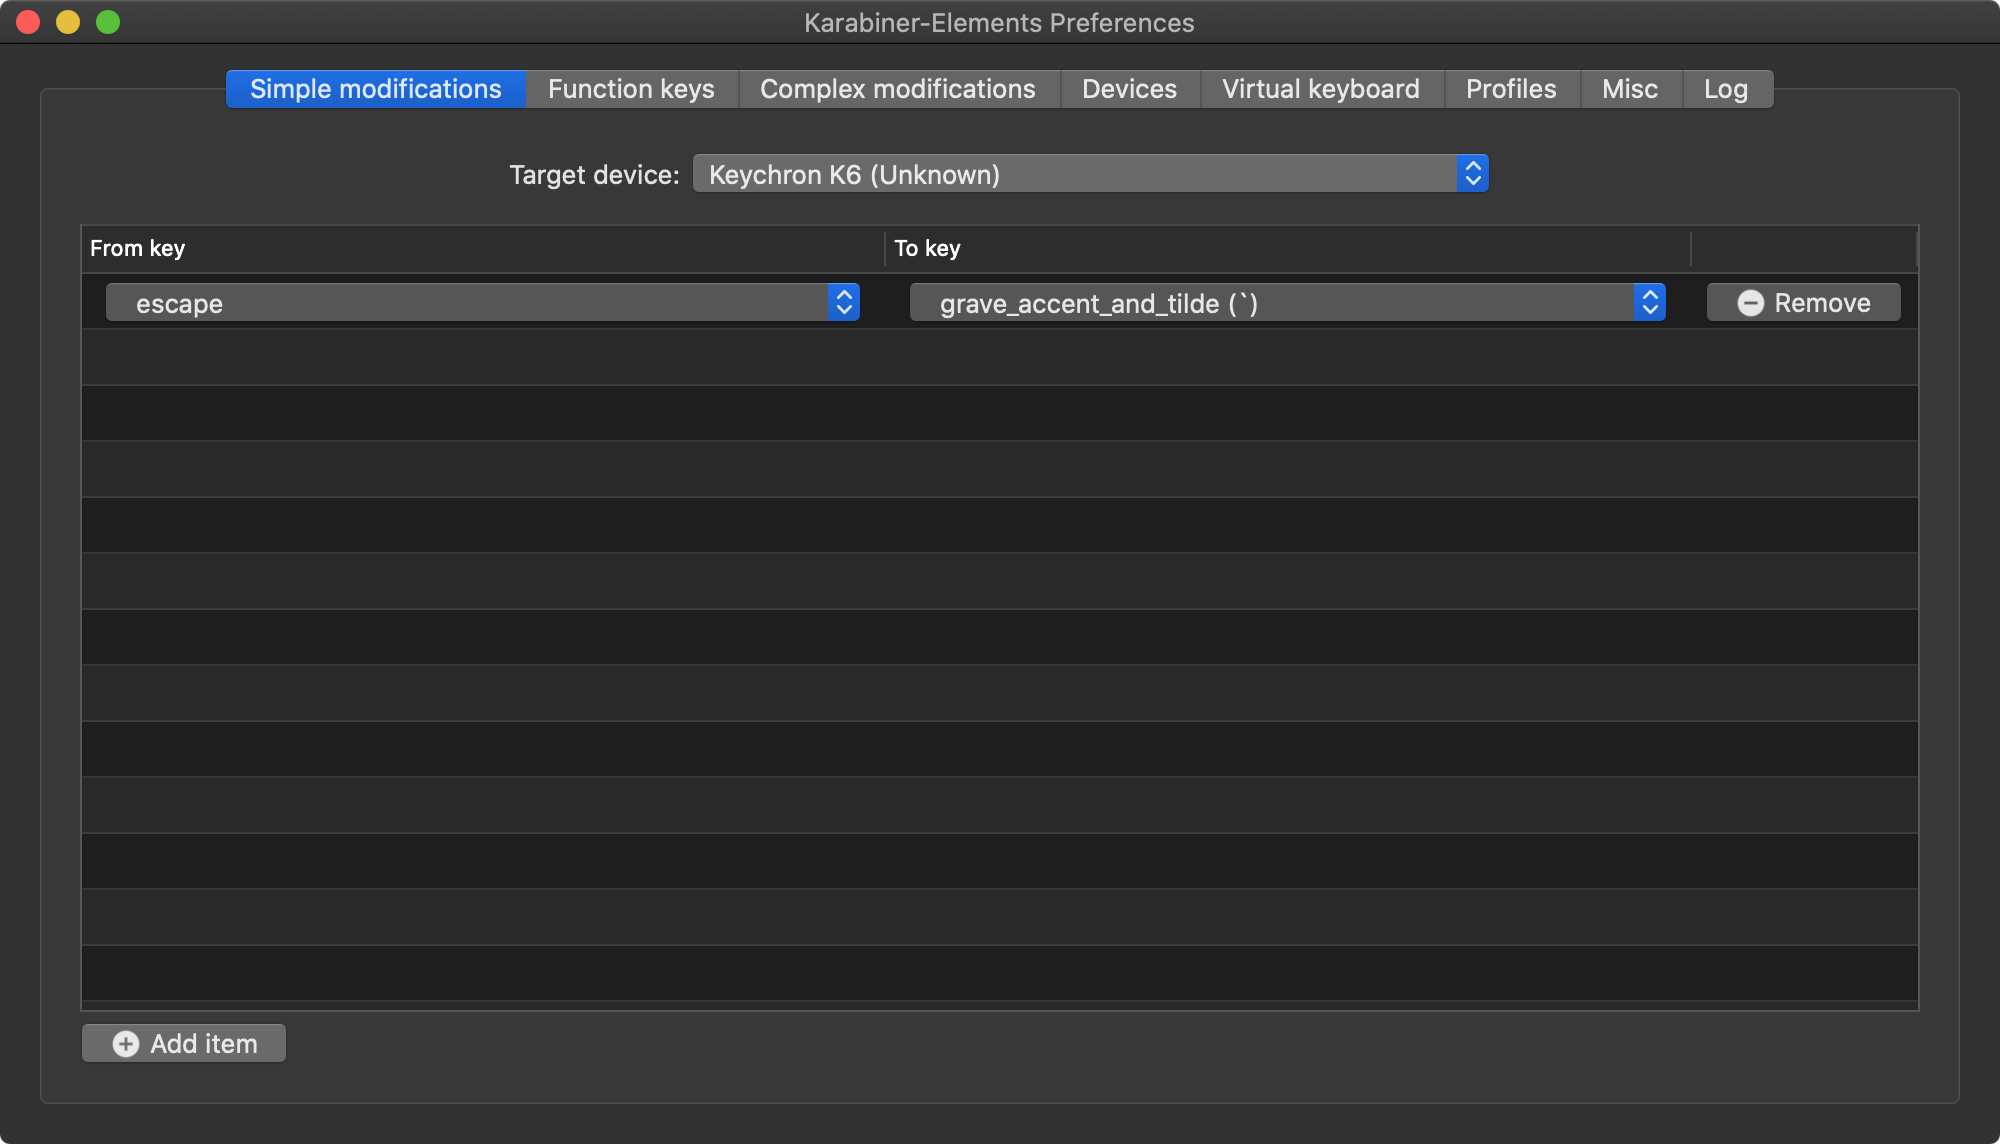 Karabiner-Elements Preferences
Simple modifications Function keys Complex modifications Devices Virtual keyboard Profiles Misc Log
Target device: Keychron K6 (Unknown)
From key To key
escape grave_accent_and_tilde (`) Remove
Add item